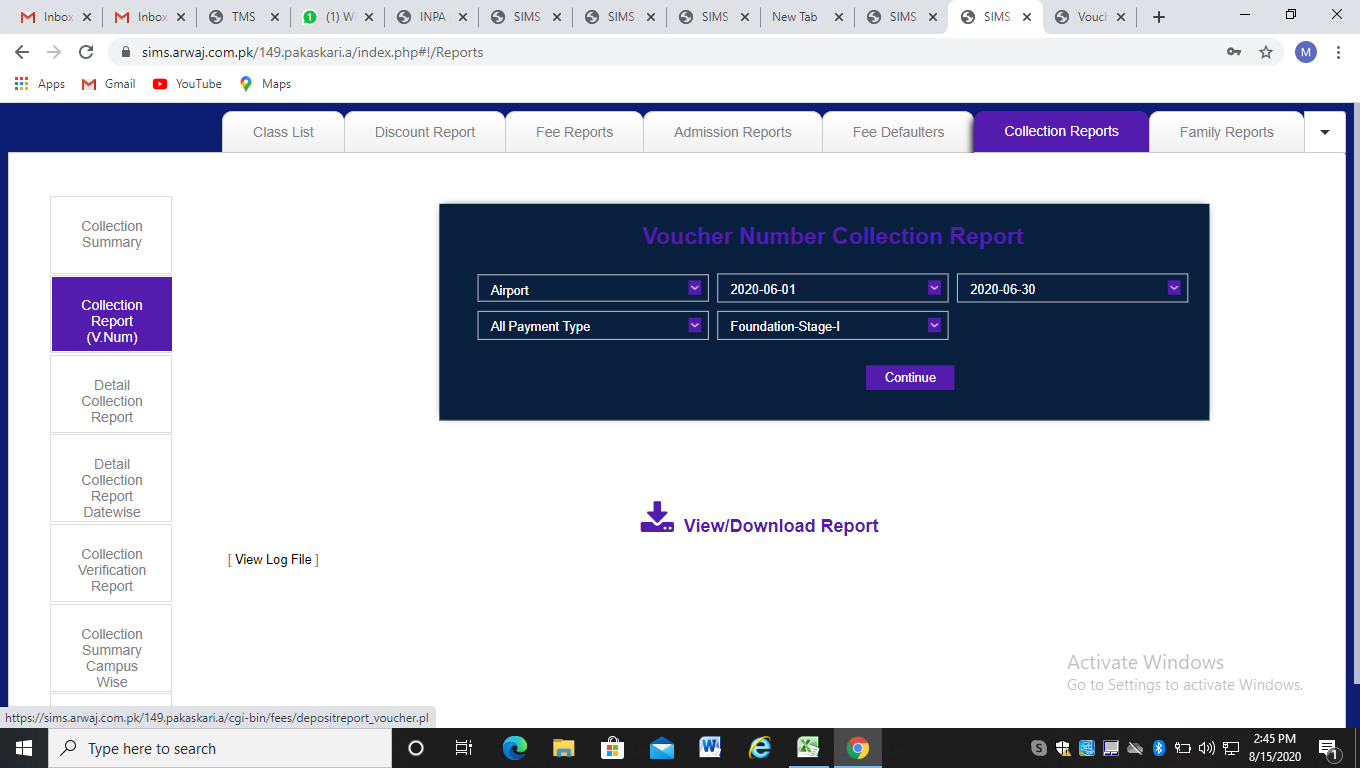 Inbox
Inbox
TMS
(1) W
INPA
SIMS
SIMS
SIMS
New Tab
SIMS
SIMS
Vouch
sims.arwaj.com.pk/149.pakaskari.a/index.php#!/Reports
M
Apps
Gmail
YouTube
Maps
Class List
Discount Report
Fee Reports
Admission Reports
Fee Defaulters
Collection Reports
Family Reports
Collection
Summary
Collection
Report
(V.Num)
Detail
Collection
Report
Detail
Collection
Report
Datewise
Collection
Verification
Report
Collection
Summary
Campus
Wise
Voucher Number Collection Report
Airport
2020-06-01
2020-06-30
All Payment Type
Foundation-Stage-I
Continue
View/Download Report
[ View Log File ]
Activate Windows
Go to Settings to activate Windows.
https://sims.arwaj.com.pk/149.pakaskari.a/cgi-bin/fees/depositreport_voucher.pl
Type here to search
2:45 PM
8/15/2020
1